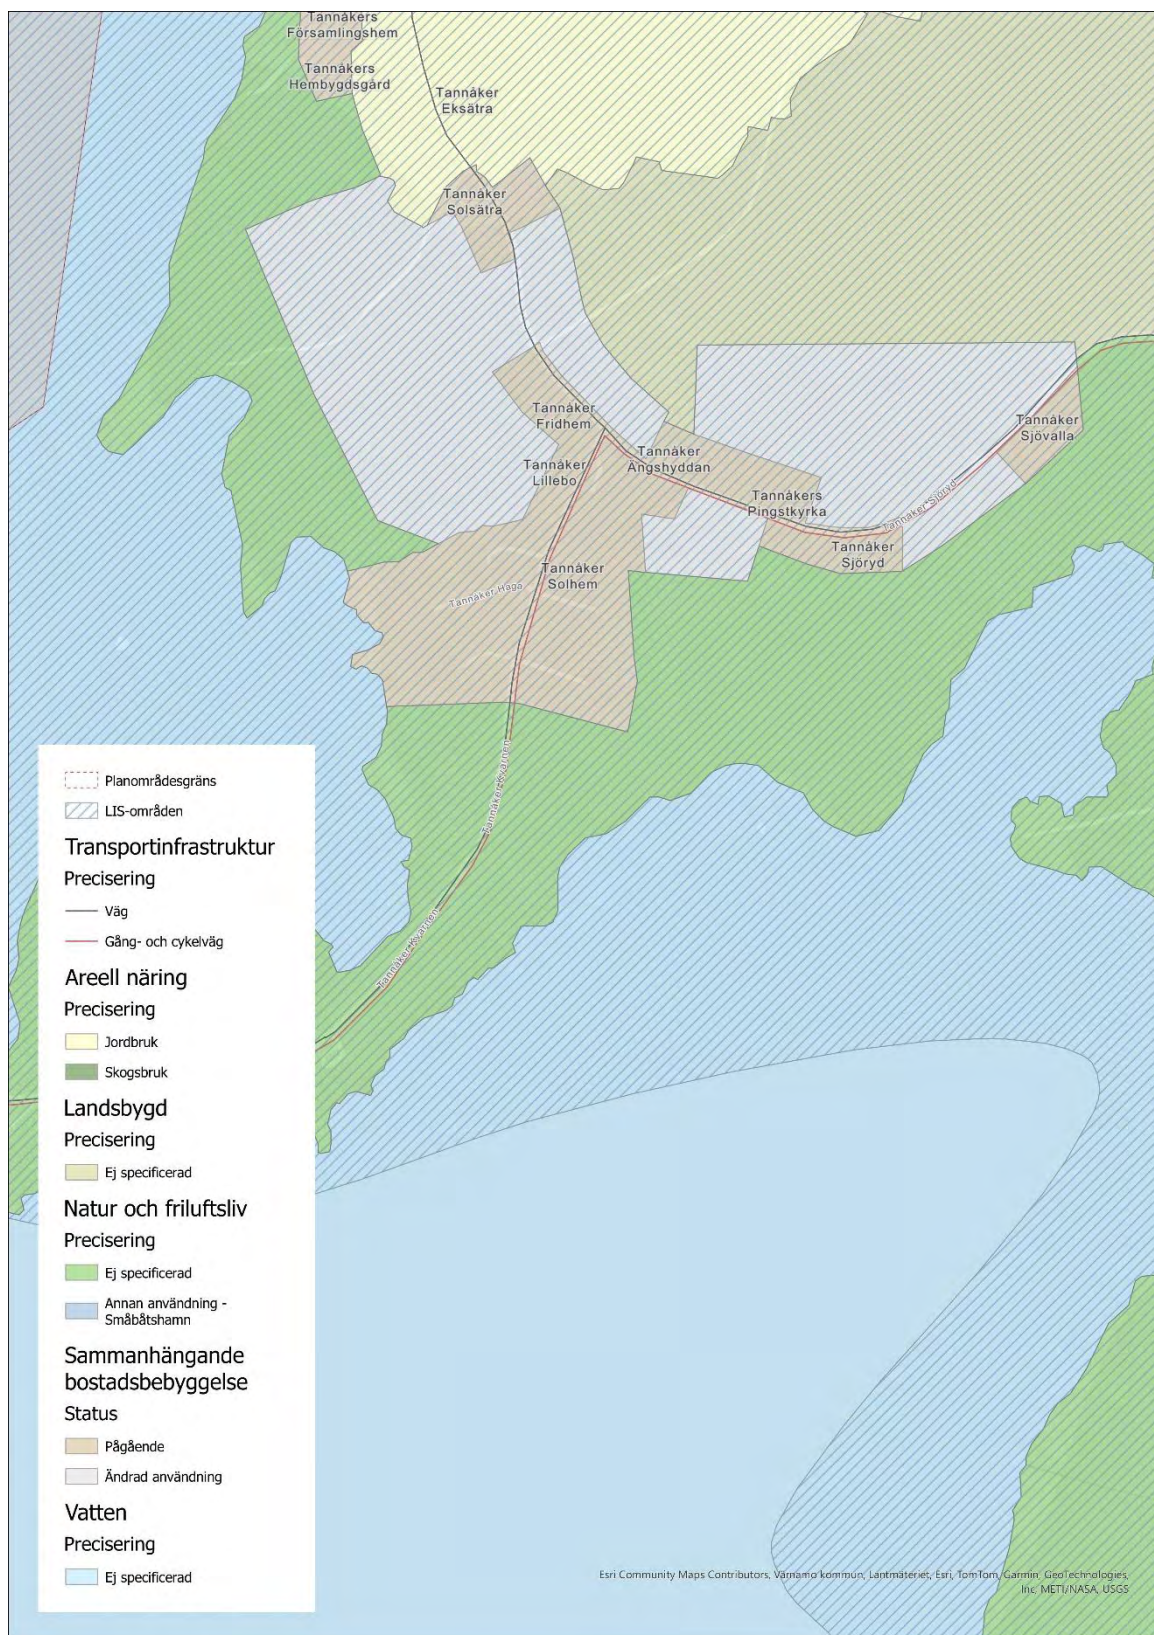 Tannåkers
Församlingshem
Tannåkers
Hembygdsgård
Tannåker
Eksätra
Tannåker
Solsätra
Tannåker
Fridhem
Tannåker
Lillebo
Tannåker
Ängshyddan
Tannåkers
Pingstkyrka
Tannåker
Sjövalla
Tannåker Sjöryd
Tannåker
Sjöryd
Tannåker
Solhem
Tannåker Haga
Tannåker Kvarnen
Tannåker Kvarnen
Planområdesgräns
LIS-områden
Transportinfrastruktur
Precisering
Väg
Gång- och cykelväg
Areell näring
Precisering
Jordbruk
Skogsbruk
Landsbygd
Precisering
Ej specificerad
Natur och friluftsliv
Precisering
Ej specificerad
Annan användning -
Småbåtshamn
Sammanhängande
bostadsbebyggelse
Status
Pågående
Ändrad användning
Vatten
Precisering
Ej specificerad
Esri Community Maps Contributors, Värnamo kommun, Lantmäteriet, Esri, TomTom, Garmin, GeoTechnologies,
Inc, METI/NASA, USGS